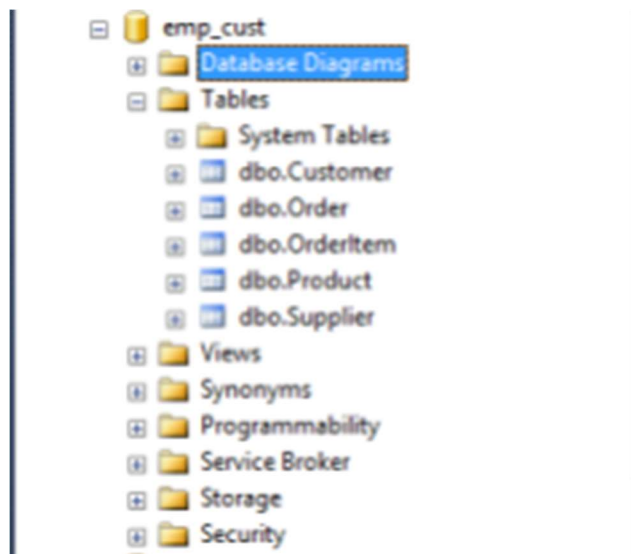 emp_cust
Database Diagrams
Tables
System Tables
dbo.Customer
dbo.Order
dbo.OrderItem
dbo.Product
dbo.Supplier
Views
Synonyms
Programmability
Service Broker
Storage
Security